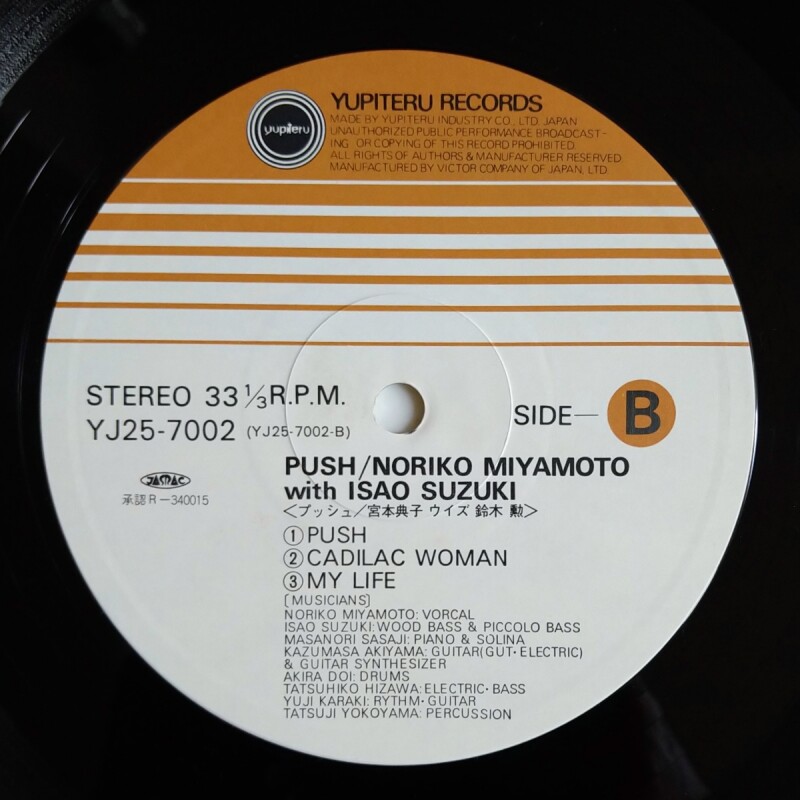 yupiteru
YUPITERU RECORDS
MADE BY YUPITERU INDUSTRY CO., LTD. JAPAN
UNAUTHORIZED PUBLIC PERFORMANCE BROADCAST-
ING OR COPYING OF THIS RECORD PROHIBITED
ALL RIGHTS OF AUTHORS & MANUFACTURER RESERVED
MANUFACTURED BY VICTOR COMPANY OF JAPAN, LTD
STEREO 33 1/3 R.P.M.
YJ25-7002 (YJ25-7002-B)
SIDE— B
JASRAC
承認R-340015
PUSH/NORIKO MIYAMOTO
with ISAO SUZUKI
<プッシュ/宮本典子 ウイズ 鈴木 勲>
①PUSH
②CADILAC WOMAN
③MY LIFE
[MUSICIANS]
NORIKO MIYAMOTO: VORCAL
ISAO SUZUKI: WOOD BASS & PICCOLO BASS
MASANORI SASAJI: PIANO & SOLINA
KAZUMASA AKIYAMA: GUITAR(GUT·ELECTRIC)
& GUITAR SYNTHESIZER
AKIRA DOI: DRUMS
TATSUHIKO HIZAWA: ELECTRIC·BASS
YUJI KARAKI: RYTHM·GUITAR
TATSUJI YOKOYAMA: PERCUSSION